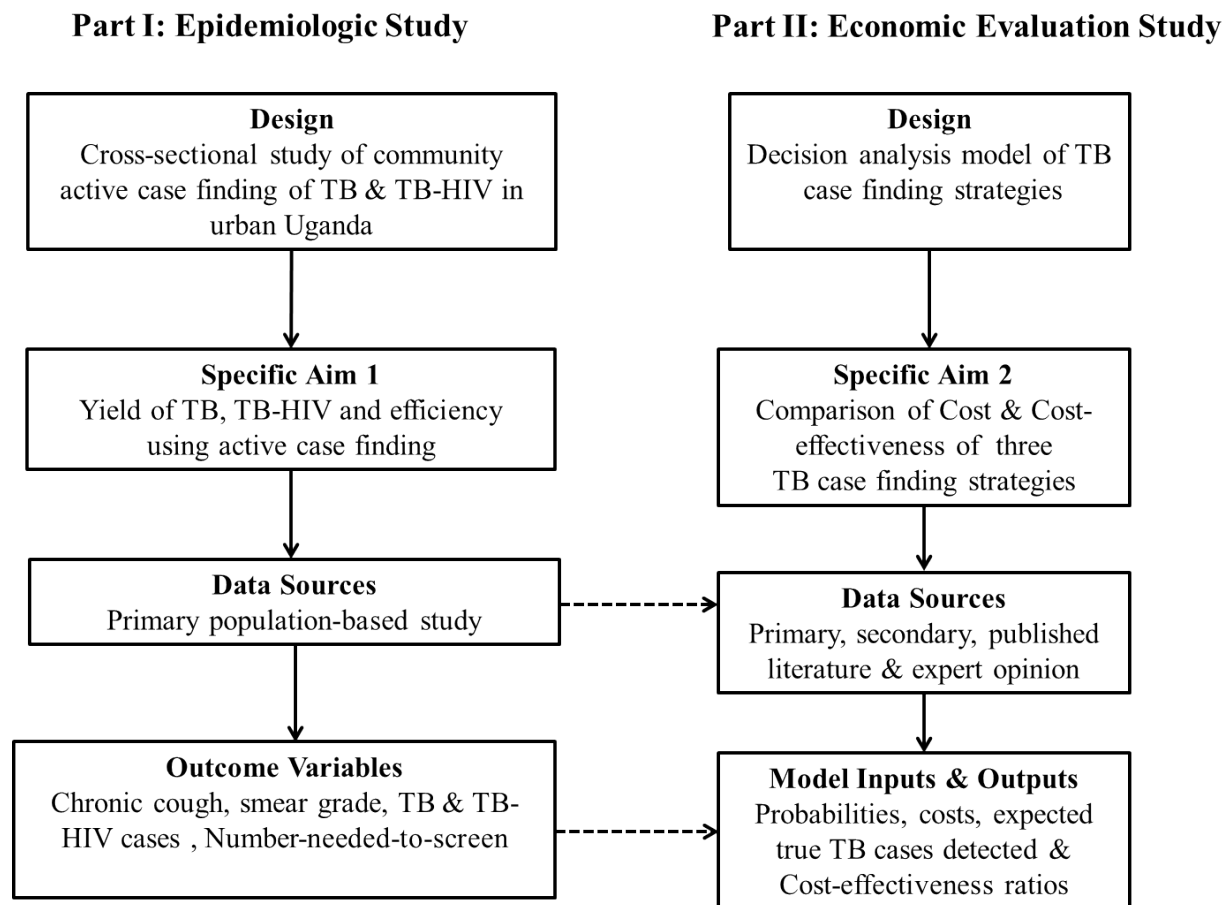 Part I: Epidemiologic Study
Design
Cross-sectional study of community
active case finding of TB & TB-HIV in
urban Uganda
Specific Aim 1
Yield of TB, TB-HIV and efficiency
using active case finding
Data Sources
Primary population-based study
Outcome Variables
Chronic cough, smear grade, TB & TB-
HIV cases , Number-needed-to-screen
Part II: Economic Evaluation Study
Design
Decision analysis model of TB
case finding strategies
Specific Aim 2
Comparison of Cost & Cost-
effectiveness of three
TB case finding strategies
Data Sources
Primary, secondary, published
literature & expert opinion
Model Inputs & Outputs
Probabilities, costs, expected
true TB cases detected &
Cost-effectiveness ratios